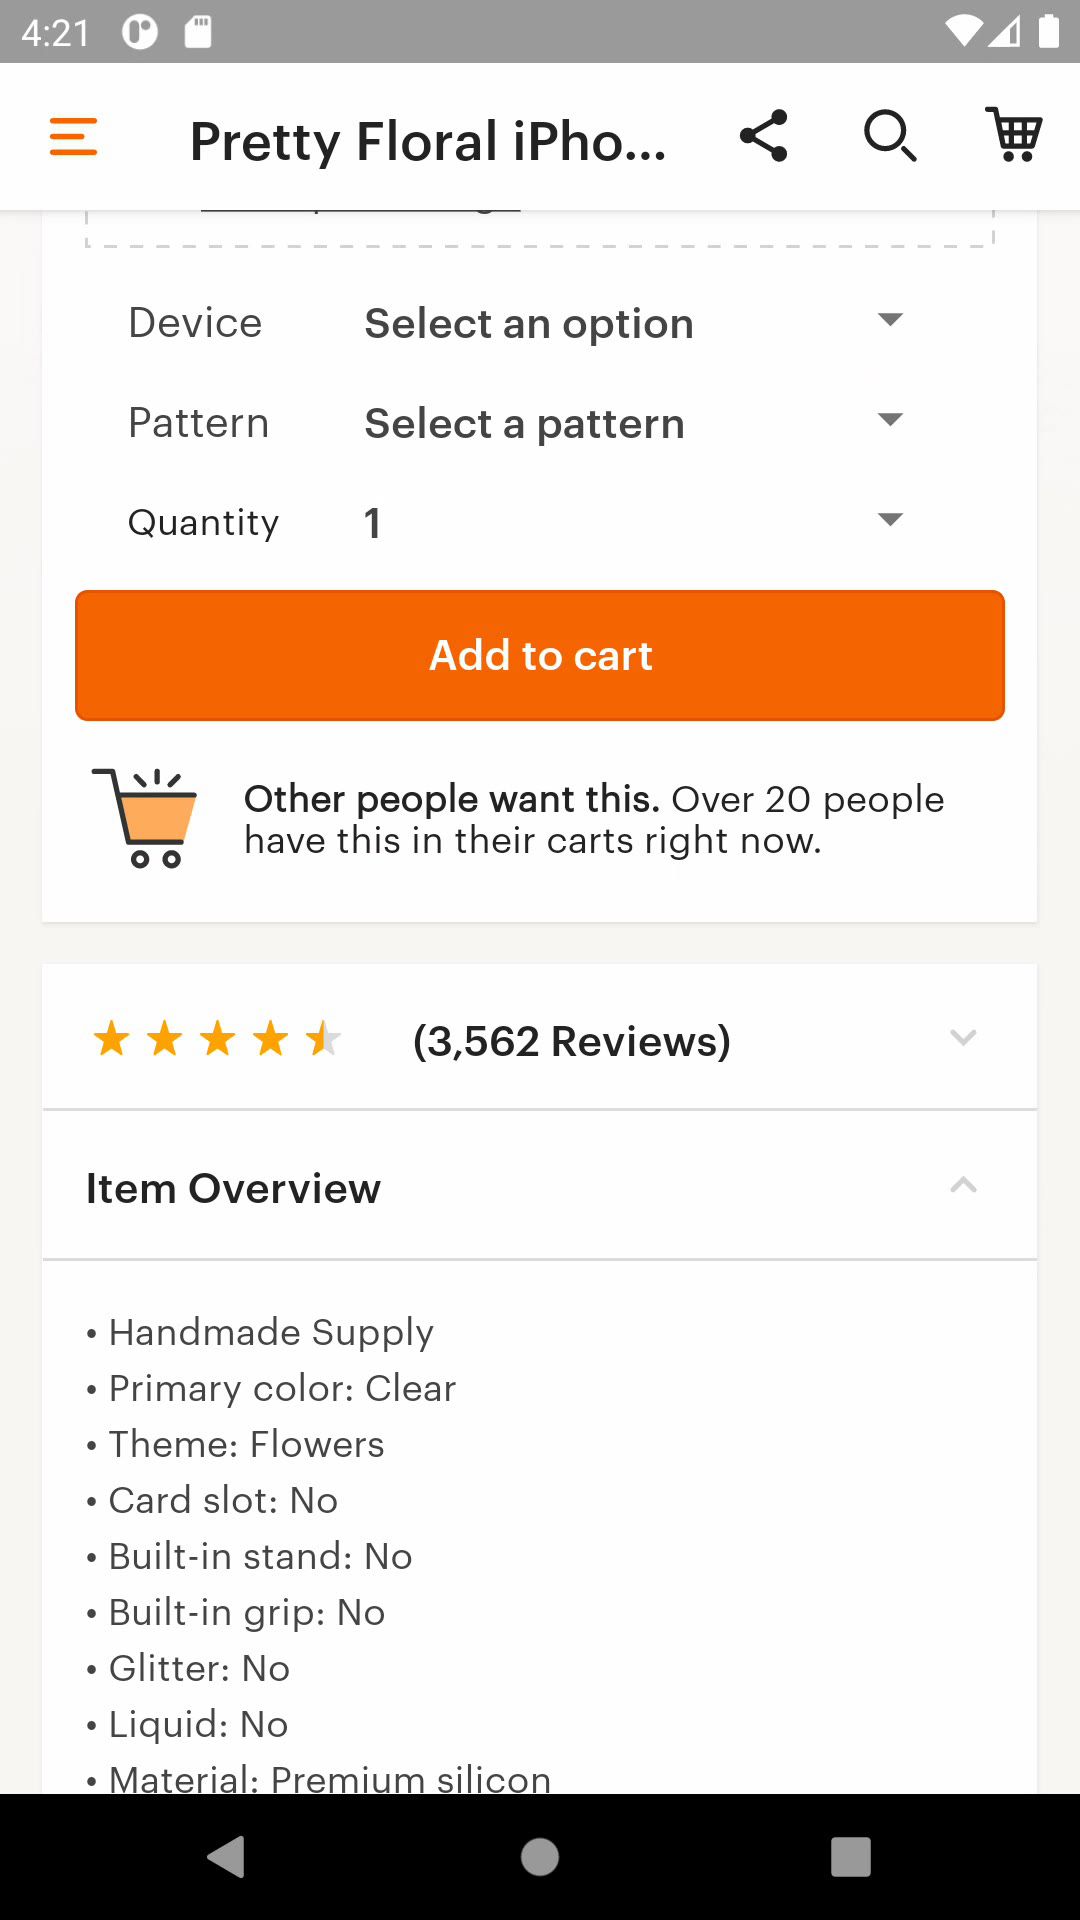 4:21
Pretty Floral iPho...
Device Select an option
Pattern Select a pattern
Quantity 1
Add to cart
Other people want this. Over 20 people
have this in their carts right now.
(3,562 Reviews)
Item Overview
• Handmade Supply
• Primary color: Clear
• Theme: Flowers
• Card slot: No
• Built-in stand: No
• Built-in grip: No
• Glitter: No
• Liquid: No
• Material: Premium silicon